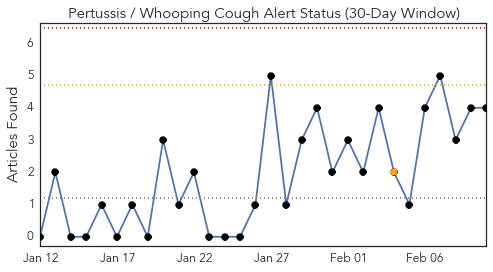 Pertussis / Whooping Cough Alert Status (30-Day Window)
Articles Found
6
5
4
3
2
1
0
Jan 12 Jan 17 Jan 22 Jan 27 Feb 01 Feb 06